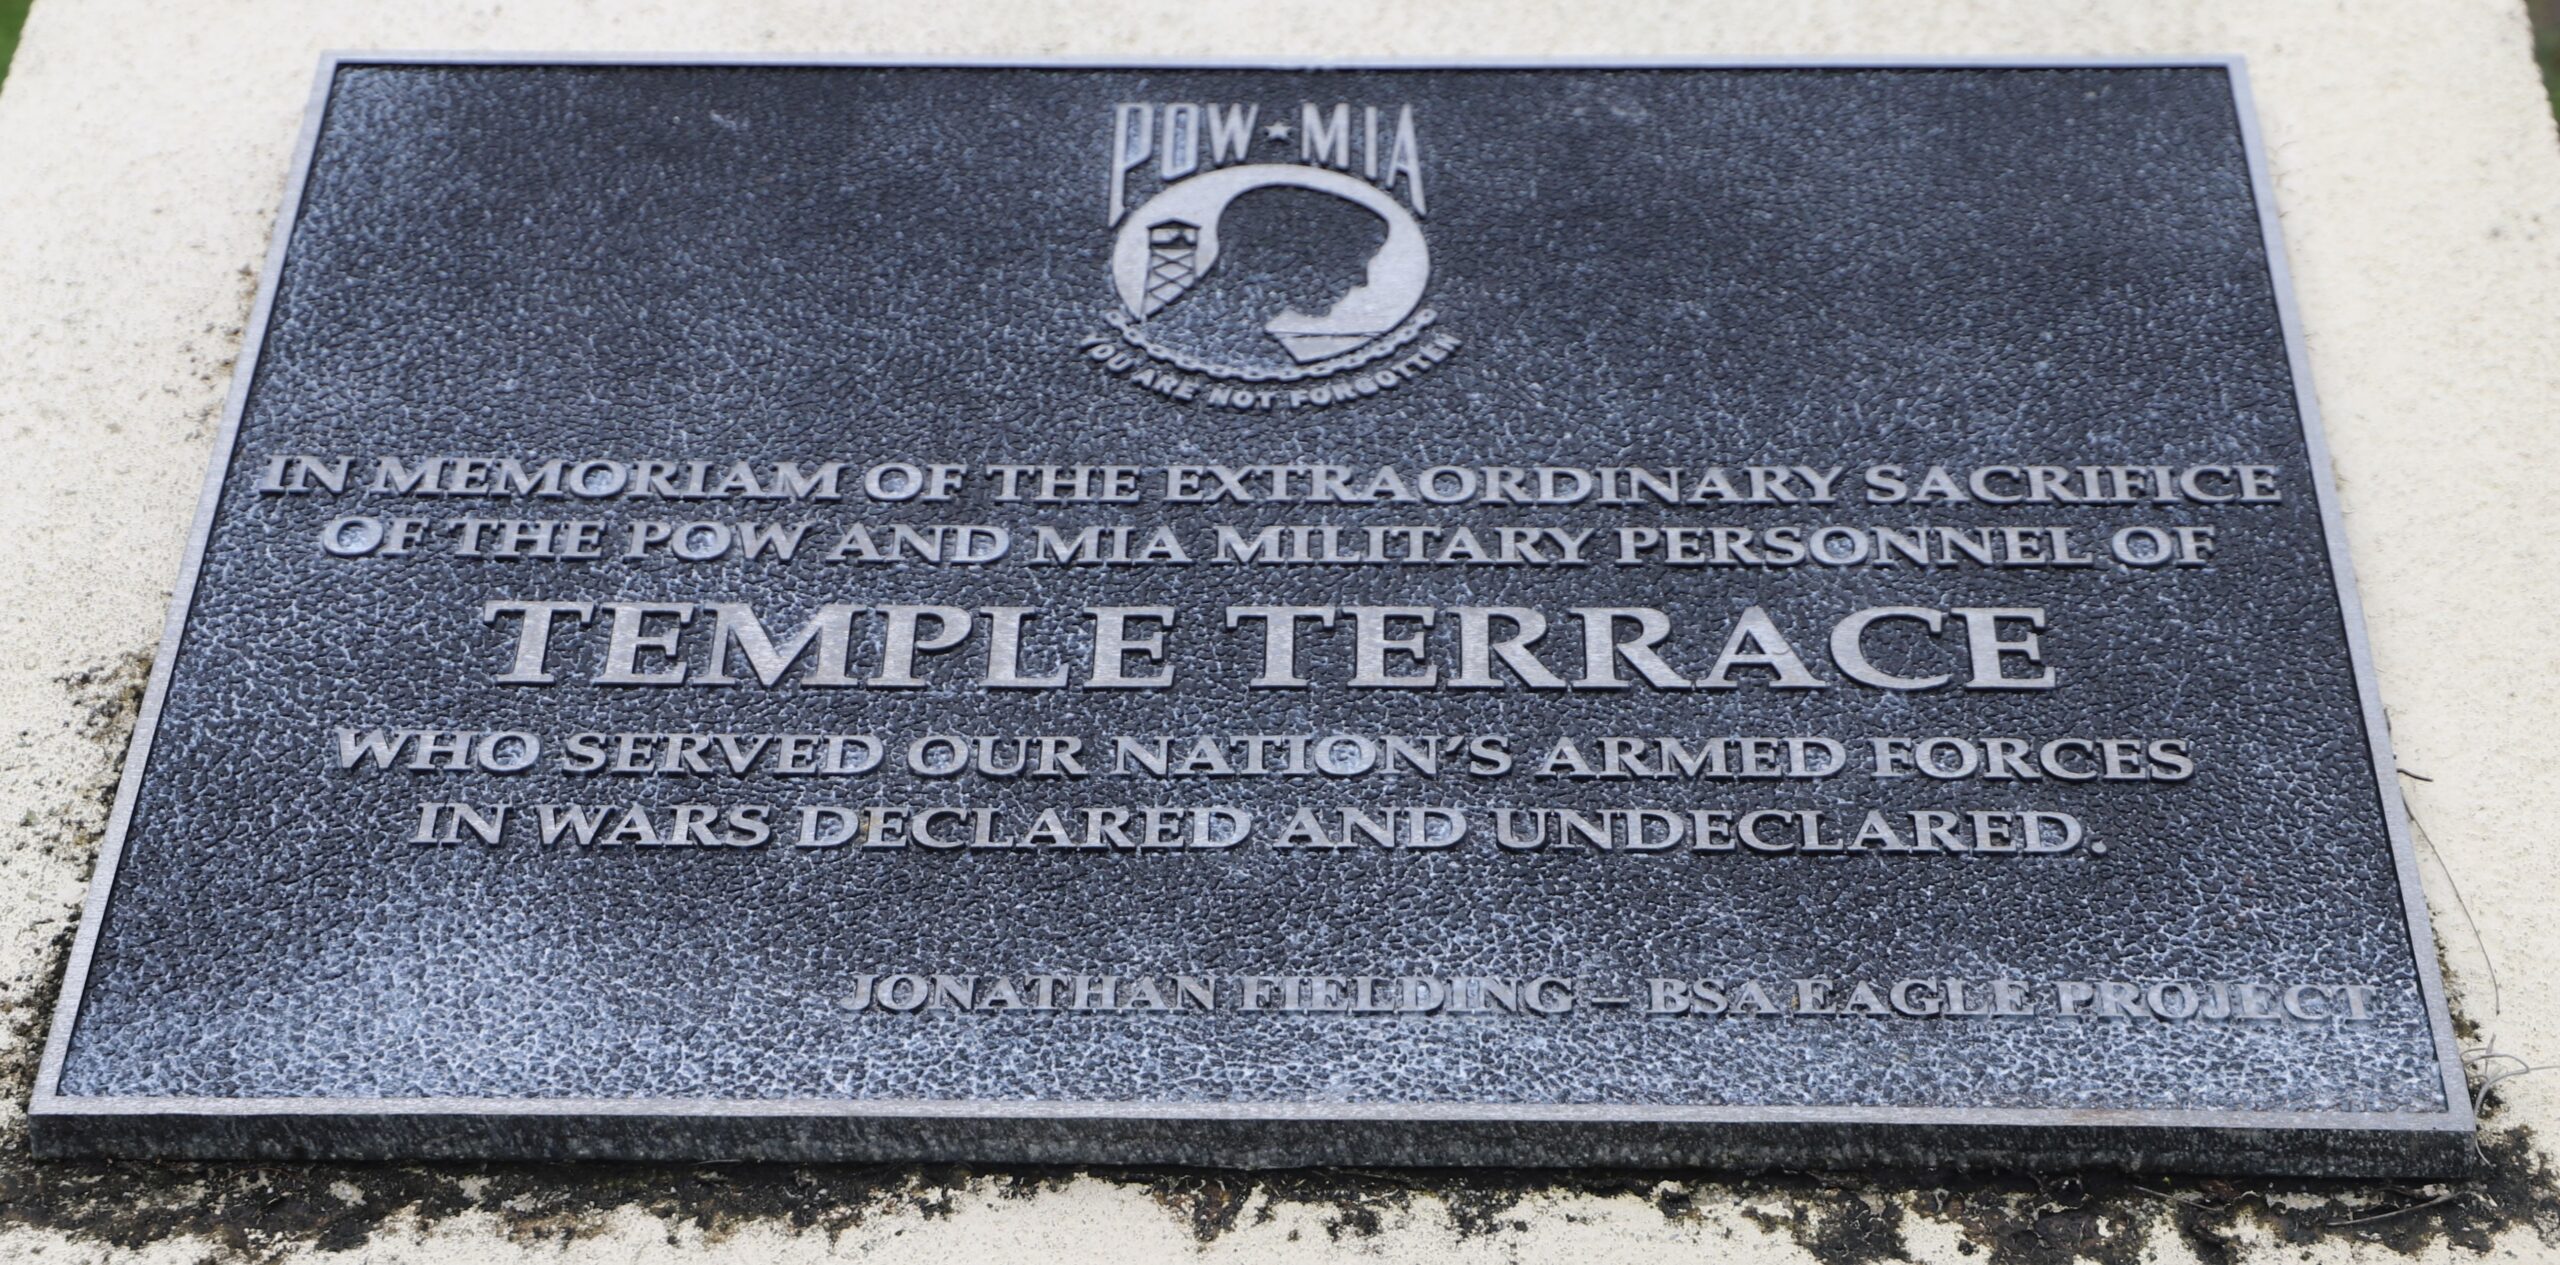 POW★MIA
YOU ARE NOT FORGOTTEN
IN MEMORIAM OF THE EXTRAORDINARY SACRIFICE
OF THE POW AND MIA MILITARY PERSONNEL OF
TEMPLE TERRACE
WHO SERVED OUR NATION'S ARMED FORCES
IN WARS DECLARED AND UNDECLARED.
JONATHAN FIELDING – BSA EAGLE PROJECT